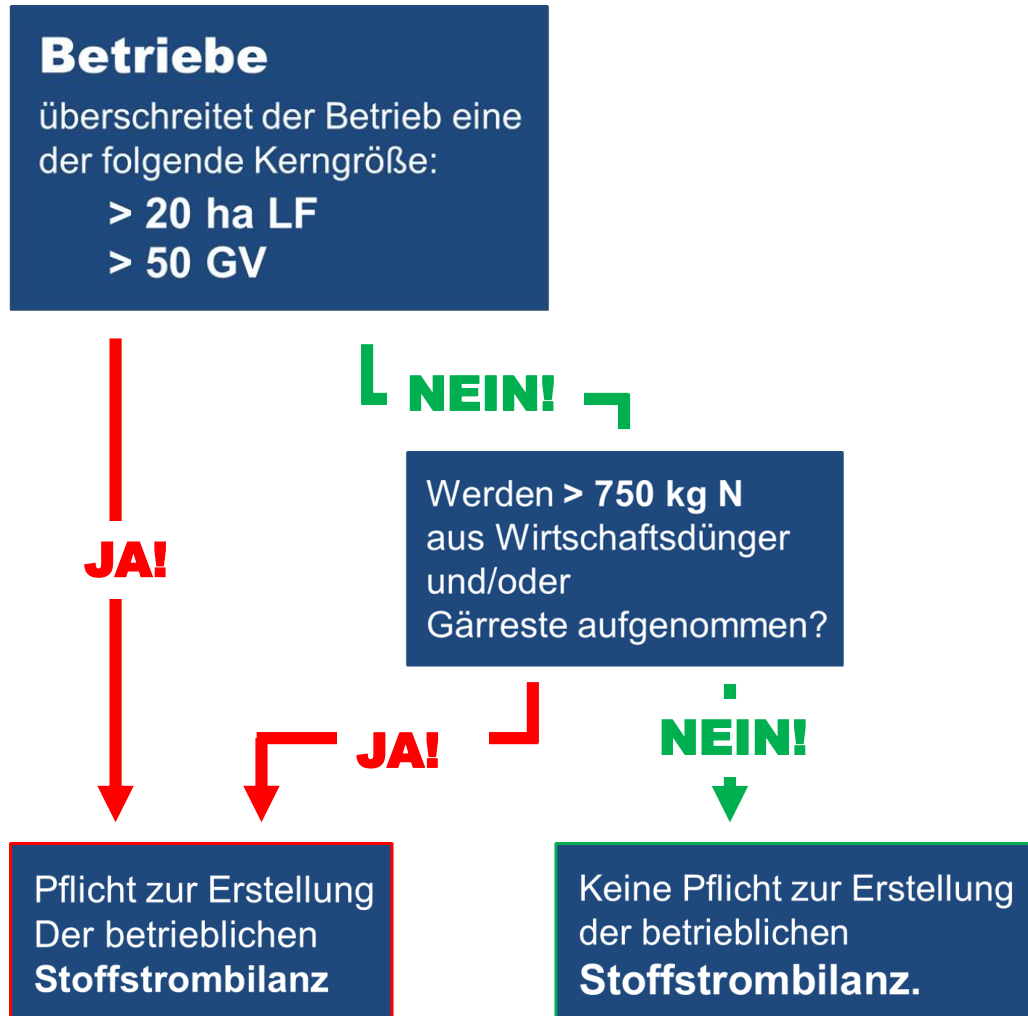 Betriebe
überschreitet der Betrieb eine
der folgende Kerngröße:
> 20 ha LF
> 50 GV
NEIN!
Werden > 750 kg N
aus Wirtschaftsdünger
und/oder
Gärreste aufgenommen?
JA!
JA!
NEIN!
Pflicht zur Erstellung
Der betrieblichen
Stoffstrombilanz
Keine Pflicht zur Erstellung
der betrieblichen
Stoffstrombilanz.